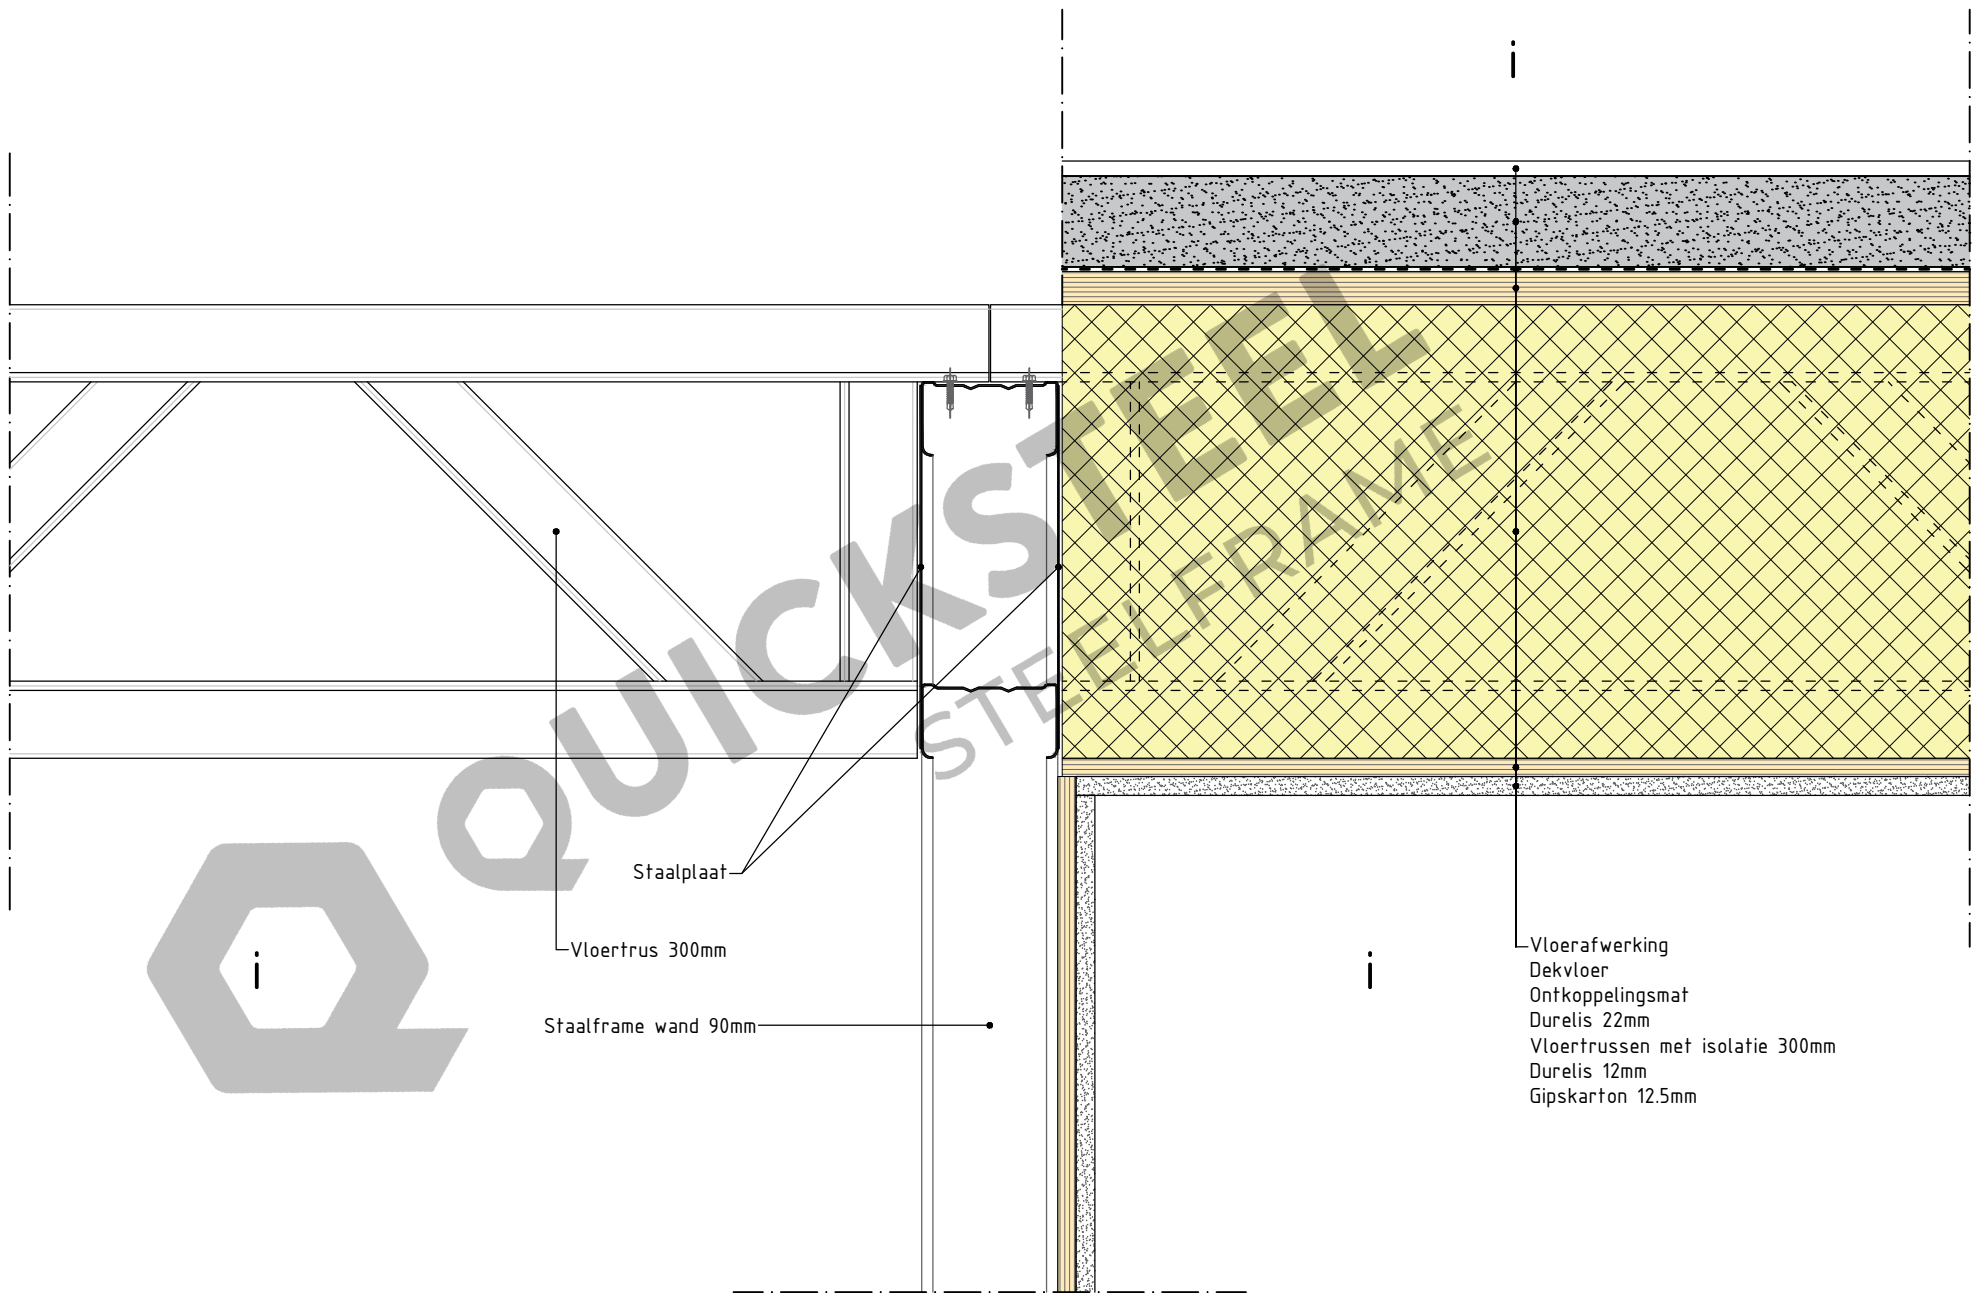 i
QUICKSTEEL
STEELFRAME
Staalplaat
Vloertrus 300mm
i
Staalframe wand 90mm
i
Vloerafwerking
Dekvloer
Ontkoppelingsmat
Durelis 22mm
Vloertrussen met isolatie 300mm
Durelis 12mm
Gipskarton 12.5mm